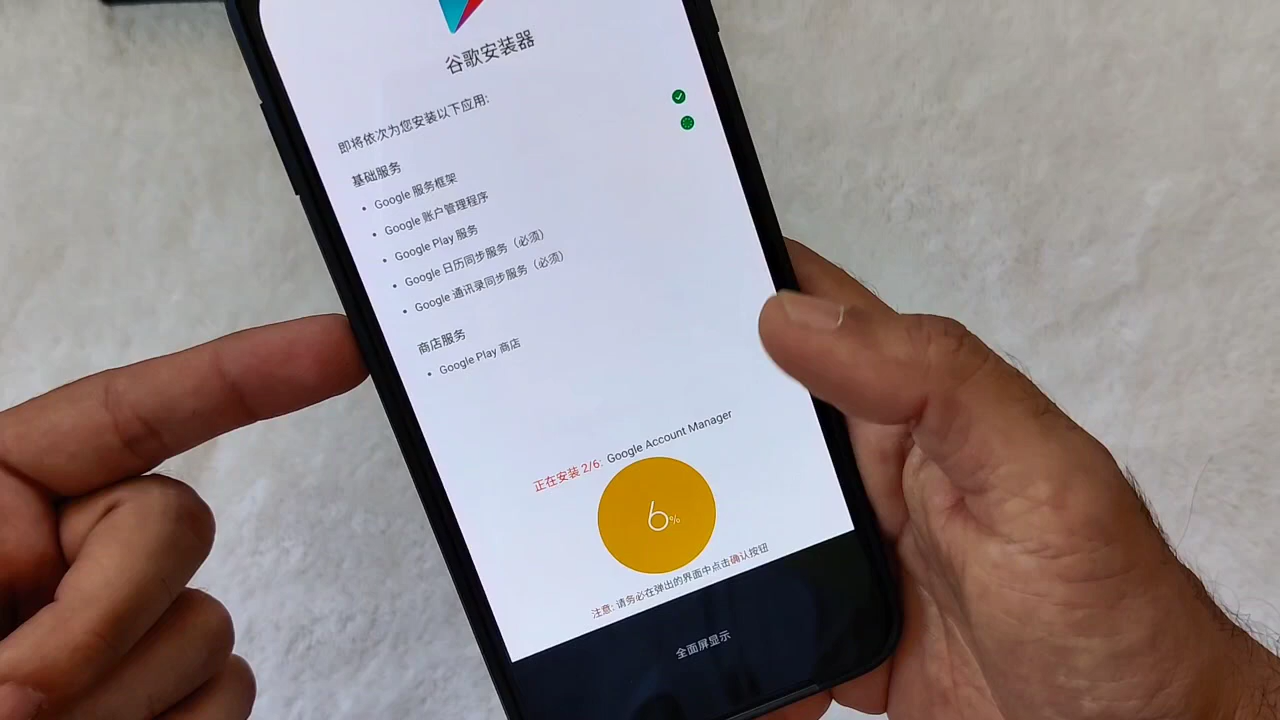 谷歌安装器
即将依次为您安装以下应用:
基础服务
• Google 服务框架
• Google 账户管理程序
• Google Play 服务
• Google 日历同步服务（必须）
• Google 通讯录同步服务（必须）
商店服务
• Google Play 商店
正在安装 2/6: Google Account Manager
6%
注意: 请务必在弹出的界面中点击确认按钮
全面屏显示